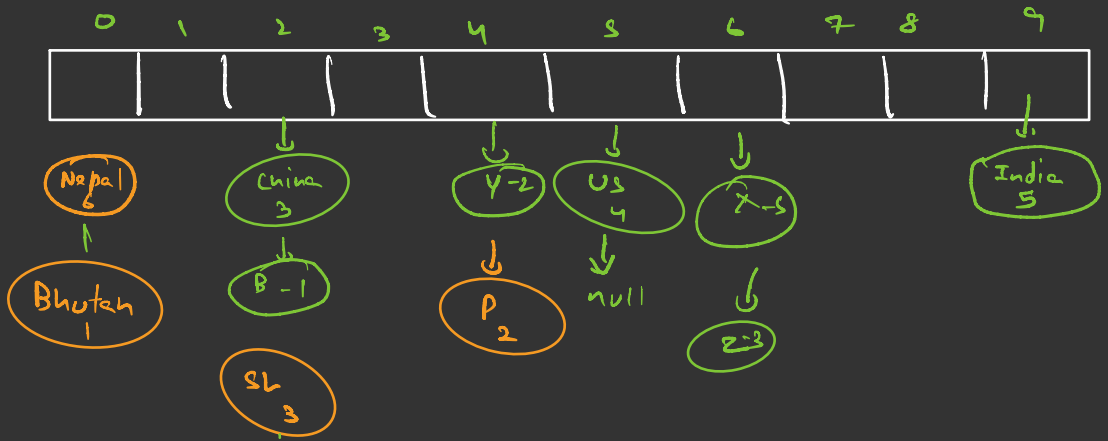 0 1 2 3 4 5 6 7 8 9
Nepal
6
China
3
Y-2
US
4
X-5
India
5
Bhutan
1
B-1
P
2
null
Z-3
SL
3